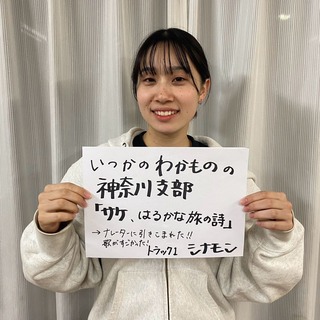 いつかのわかものの
神奈川支部
「サケ、はるかな旅の詩」
→ナレーターに引きこまれた!!
歌がすごかった!
トラック1 シナモン